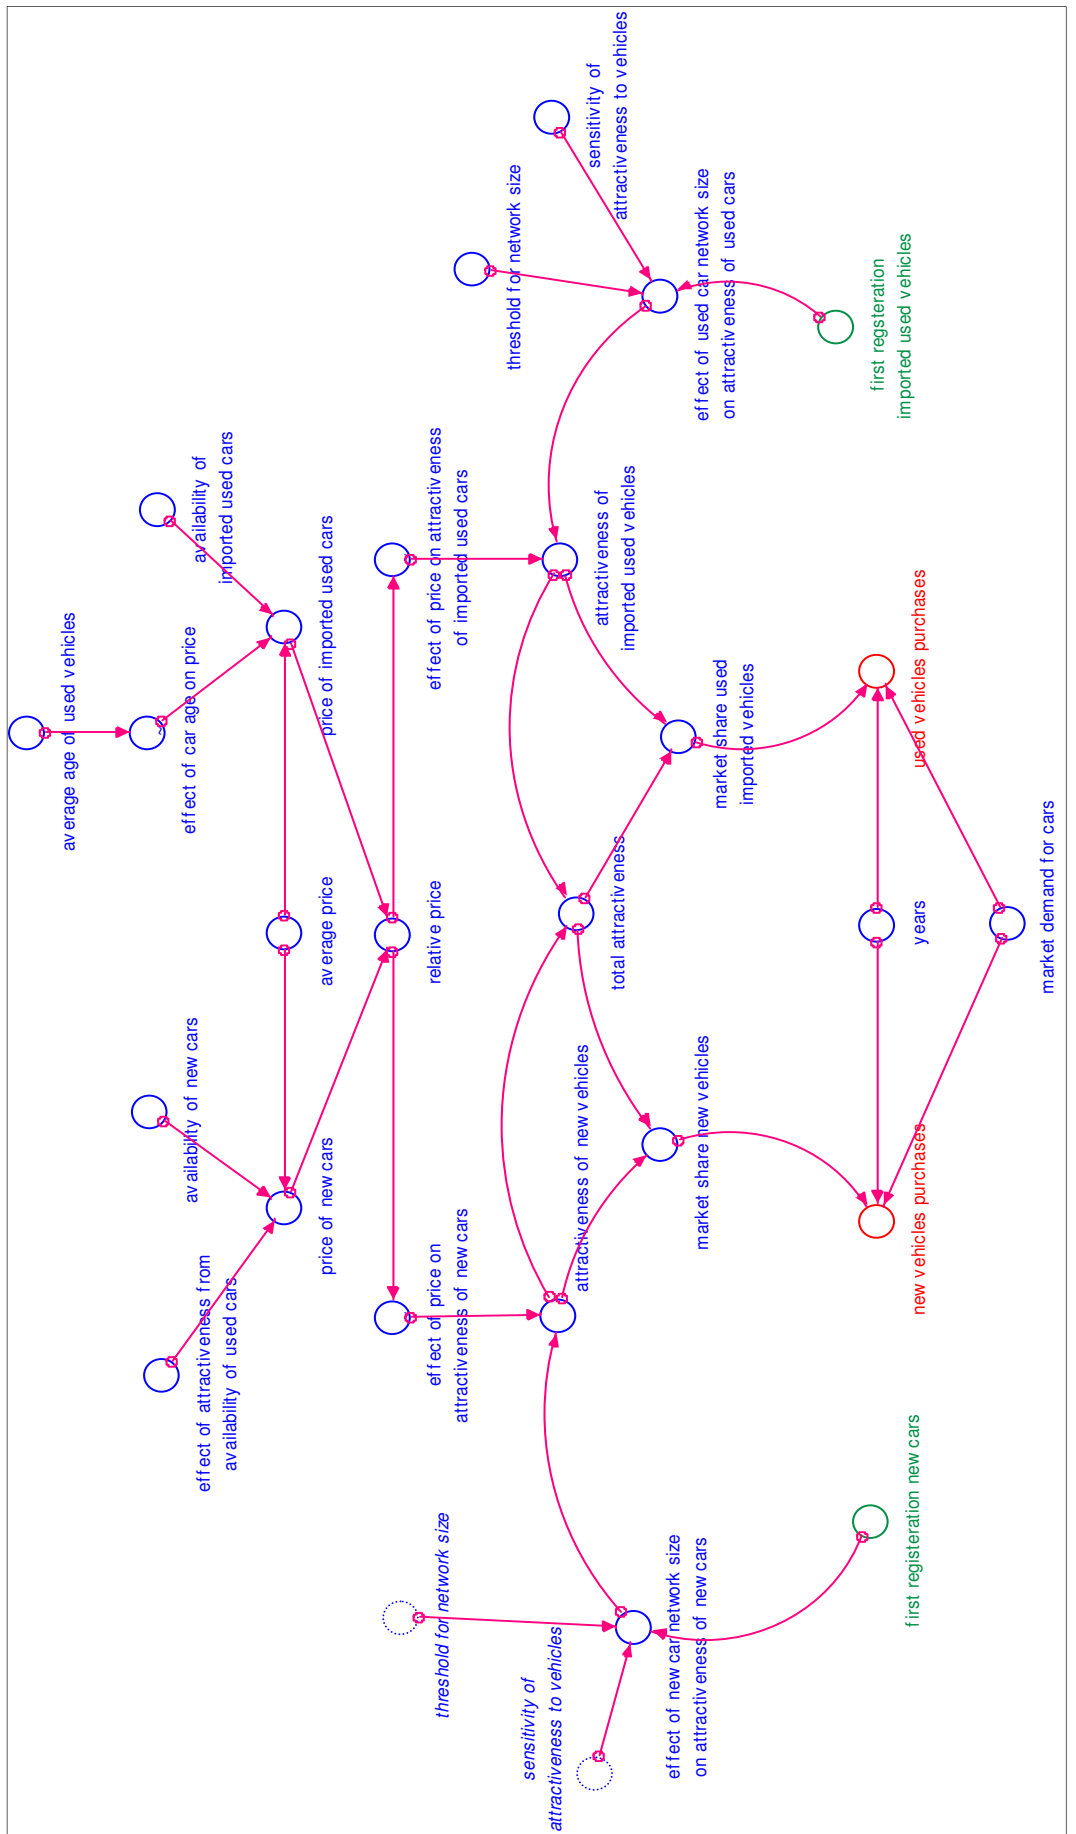 average age of used vehicles
effect of car age on price
availability of
imported used cars
price of imported used cars
average price
availability of new cars
price of new cars
effect of attractiveness from
availability of used cars
relative price
effect of price on attractiveness
of imported used cars
effect of price on
attractiveness of new cars
threshold for network size
sensitivity of
attractiveness to vehicles
effect of used car network size
on attractiveness of used cars
first regsteration
imported used vehicles
attractiveness of
imported used vehicles
total attractiveness
attractiveness of new vehicles
market share used
imported vehicles
market share new vehicles
threshold for network size
sensitivity of
attractiveness to vehicles
effect of new car network size
on attractiveness of new cars
first registeration new cars
used vehicles purchases
years
new vehicles purchases
market demand for cars